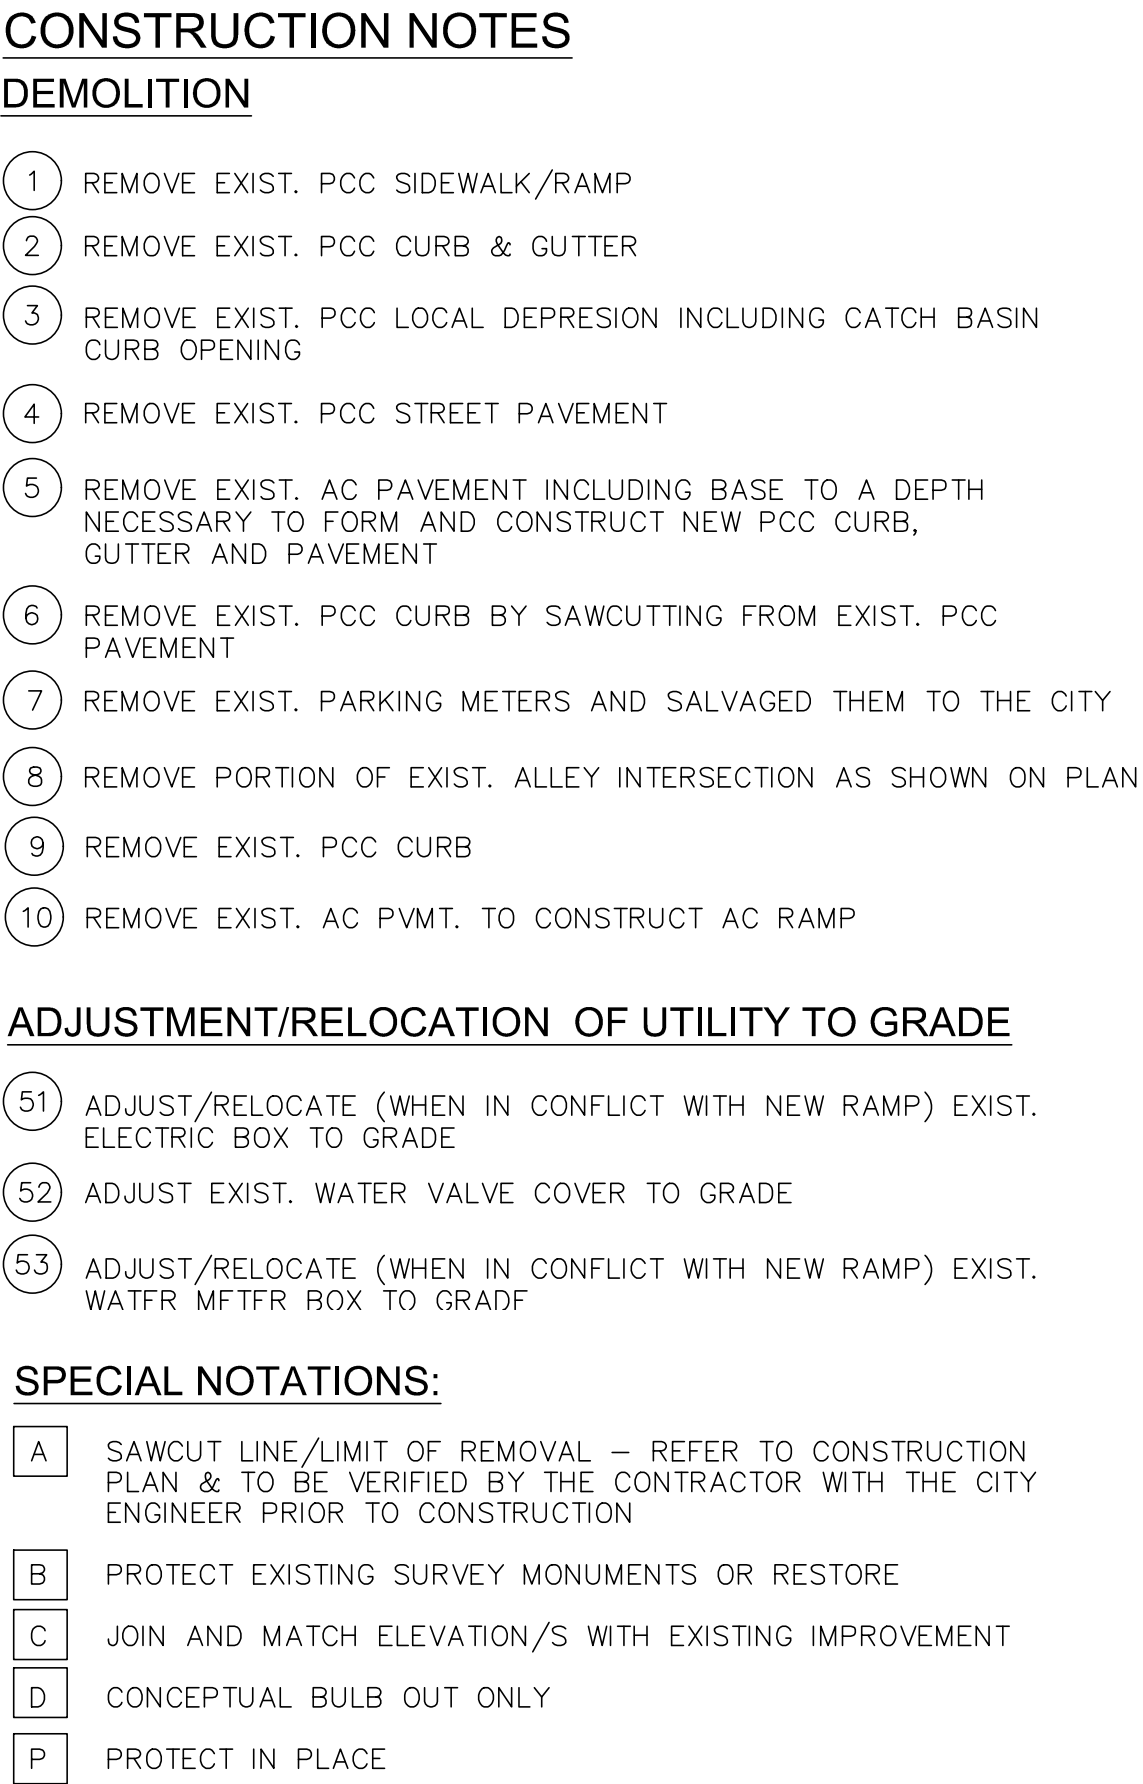 CONSTRUCTION NOTES
DEMOLITION
1 REMOVE EXIST. PCC SIDEWALK/RAMP
2 REMOVE EXIST. PCC CURB & GUTTER
3 REMOVE EXIST. PCC LOCAL DEPRESION INCLUDING CATCH BASIN
CURB OPENING
4 REMOVE EXIST. PCC STREET PAVEMENT
5 REMOVE EXIST. AC PAVEMENT INCLUDING BASE TO A DEPTH
NECESSARY TO FORM AND CONSTRUCT NEW PCC CURB,
GUTTER AND PAVEMENT
6 REMOVE EXIST. PCC CURB BY SAWCUTTING FROM EXIST. PCC
PAVEMENT
7 REMOVE EXIST. PARKING METERS AND SALVAGED THEM TO THE CITY
8 REMOVE PORTION OF EXIST. ALLEY INTERSECTION AS SHOWN ON PLAN
9 REMOVE EXIST. PCC CURB
10 REMOVE EXIST. AC PVMT. TO CONSTRUCT AC RAMP
ADJUSTMENT/RELOCATION OF UTILITY TO GRADE
51 ADJUST/RELOCATE (WHEN IN CONFLICT WITH NEW RAMP) EXIST.
ELECTRIC BOX TO GRADE
52 ADJUST EXIST. WATER VALVE COVER TO GRADE
53 ADJUST/RELOCATE (WHEN IN CONFLICT WITH NEW RAMP) EXIST.
WATER METER BOX TO GRADE
SPECIAL NOTATIONS:
A SAWCUT LINE/LIMIT OF REMOVAL – REFER TO CONSTRUCTION
PLAN & TO BE VERIFIED BY THE CONTRACTOR WITH THE CITY
ENGINEER PRIOR TO CONSTRUCTION
B PROTECT EXISTING SURVEY MONUMENTS OR RESTORE
C JOIN AND MATCH ELEVATION/S WITH EXISTING IMPROVEMENT
D CONCEPTUAL BULB OUT ONLY
P PROTECT IN PLACE